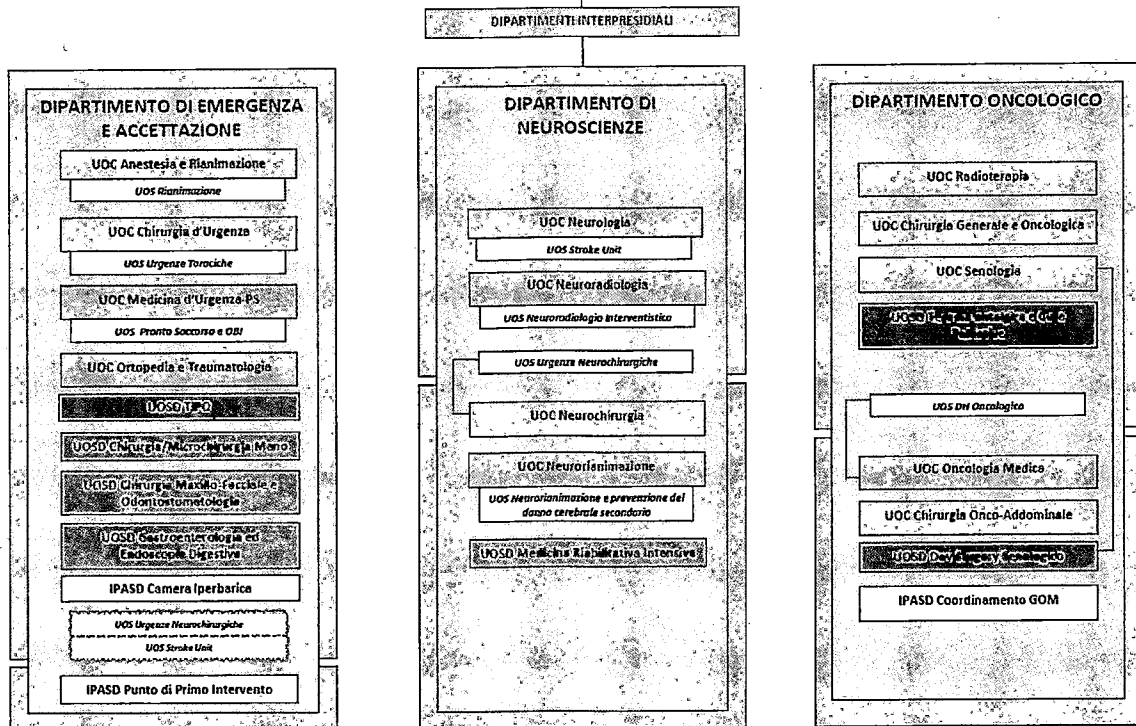 DIPARTIMENTI INTERPRESIDIALI
DIPARTIMENTO DI EMERGENZA
E ACCETTAZIONE
UOC Anestesia e Rianimazione
UOS Rianimazione
UOC Chirurgia d'Urgenza
UOS Urgenze Toraciche
UOC Medicina d'Urgenza-PS
UOS Pronto Soccorso e OBI
UOC Ortopedia e Traumatologia
UOSD TIPO
UOSD Chirurgia/Microchirurgia Mano
UOSD Chirurgia Maxillo-Facciale e
Odontostomatologia
UOSD Gastroenterologia ed
Endoscopia Digestiva
IPASD Camera Iperbarica
UOS Urgenze Neurochirurgiche
UOS Stroke Unit
IPASD Punto di Primo Intervento
DIPARTIMENTO DI
NEUROSCIENZE
UOC Neurologia
UOS Stroke Unit
UOC Neuroradiologia
UOS Neuroradiologia Interventistica
UOS Urgenze Neurochirurgiche
UOC Neurochirurgia
UOC Neurorianimazione
UOS Neurorianimazione e prevenzione del
danno cerebrale secondario
UOSD Medicina Riabilitativa Intensiva
DIPARTIMENTO ONCOLOGICO
UOC Radioterapia
UOC Chirurgia Generale e Oncologica
UOC Senologia
UOSD
UOS DH Oncologico
UOC Oncologia Medica
UOC Chirurgia Onco-Addominale
UOSD Day Surgery Senologico
IPASD Coordinamento GOM